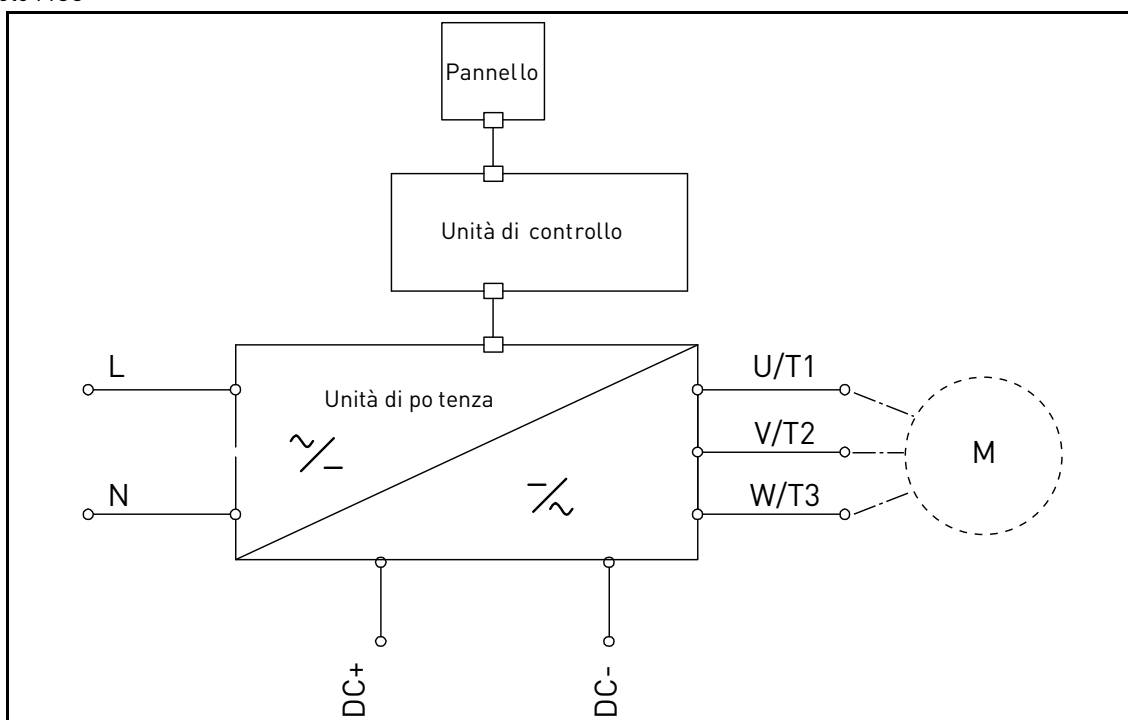 Pannello
Unità di controllo
L
U/T1
Unità di po tenza
V/T2
M
N
W/T3
DC+
DC-